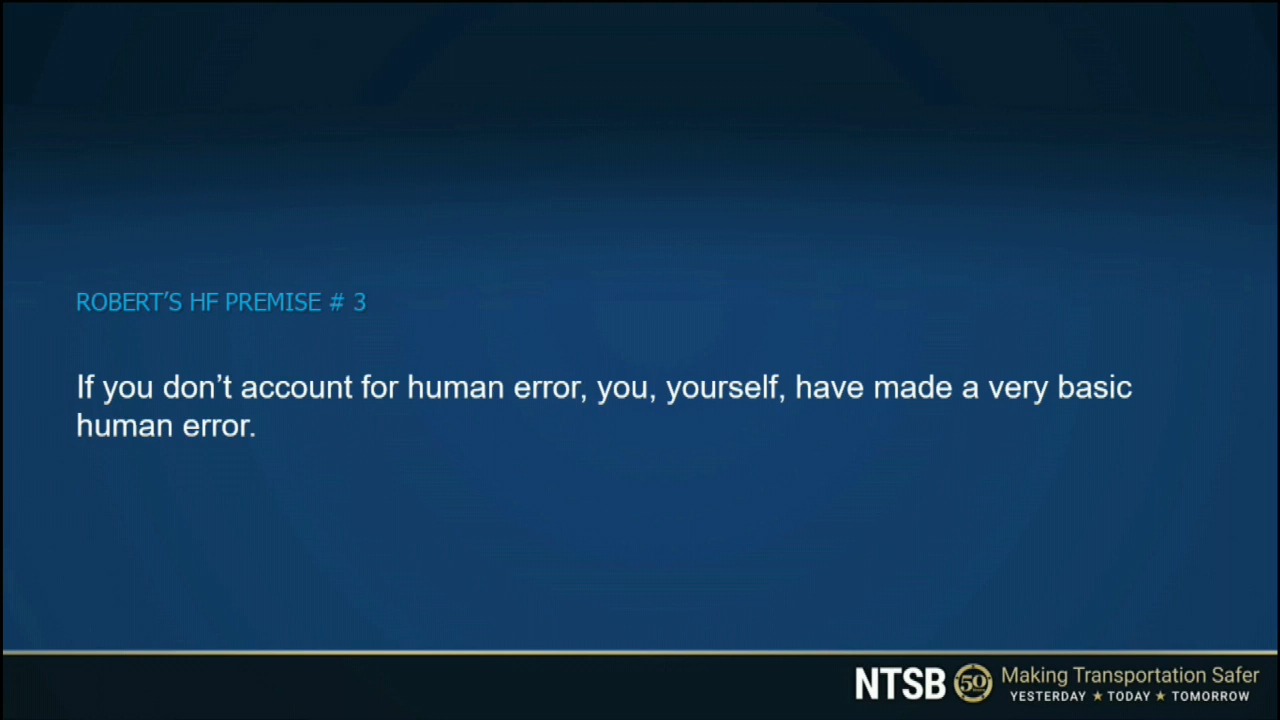 ROBERT’S HF PREMISE # 3
If you don’t account for human error, you, yourself, have made a very basic
human error.
NTSB 50 Making Transportation Safer
YESTERDAY ★ TODAY ★ TOMORROW